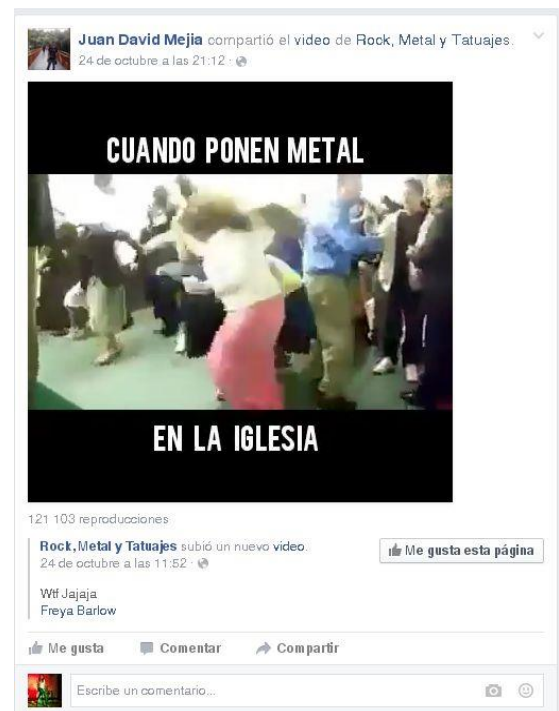 Juan David Mejia compartió el video de Rock, Metal y Tatuajes.
24 de octubre a las 21:12 ·
CUANDO PONEN METAL
EN LA IGLESIA
121 103 reproducciones
Rock, Metal y Tatuajes subió un nuevo video.
24 de octubre a las 11:52 ·
Me gusta esta página
Wtf Jajaja
Freya Barlow
Me gusta Comentar Compartir
Escribe un comentario...